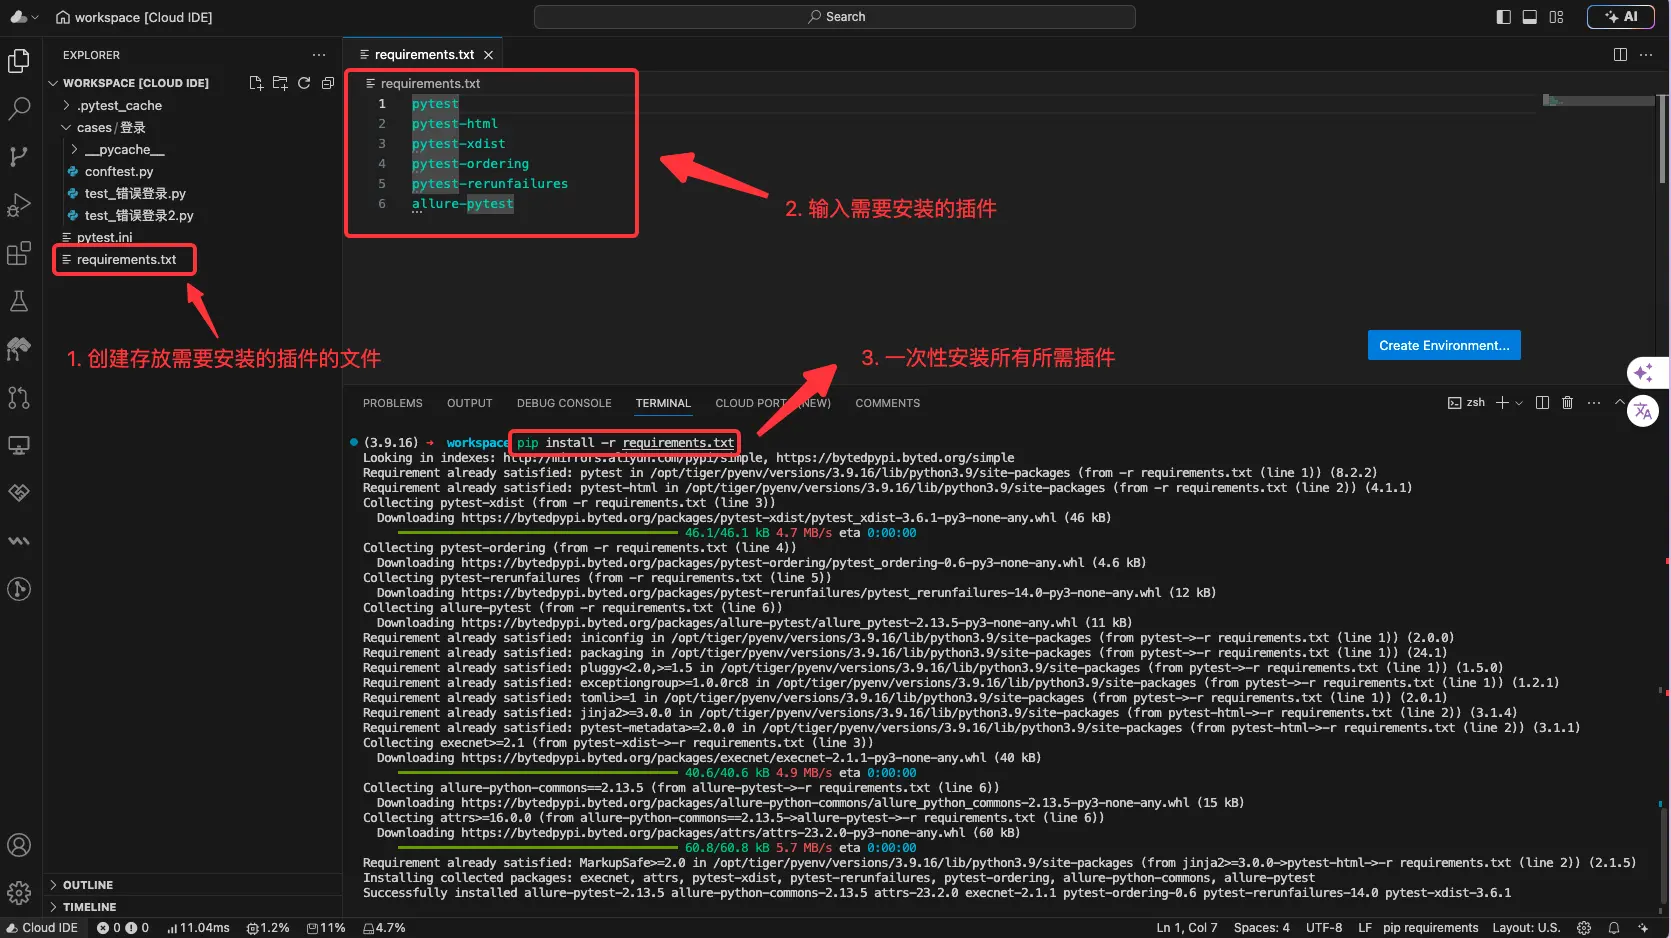 workspace [Cloud IDE]
Search
AI
EXPLORER
WORKSPACE [CLOUD IDE]
.pytest_cache
cases / 登录
__pycache__
conftest.py
test_错误登录.py
test_错误登录2.py
pytest.ini
requirements.txt
1. 创建存放需要安装的插件的文件
OUTLINE
TIMELINE
requirements.txt
requirements.txt
1 pytest
2 pytest-html
3 pytest-xdist
4 pytest-ordering
5 pytest-rerunfailures
6 allure-pytest
2. 输入需要安装的插件
Create Environment...
3. 一次性安装所有所需插件
PROBLEMS OUTPUT DEBUG CONSOLE TERMINAL CLOUD PORT (NEW) COMMENTS
zsh
(3.9.16) → workspace pip install -r requirements.txt
Looking in indexes: http://mirrors.aliyun.com/pypi/simple, https://bytedpypi.byted.org/simple
Requirement already satisfied: pytest in /opt/tiger/pyenv/versions/3.9.16/lib/python3.9/site-packages (from -r requirements.txt (line 1)) (8.2.2)
Requirement already satisfied: pytest-html in /opt/tiger/pyenv/versions/3.9.16/lib/python3.9/site-packages (from -r requirements.txt (line 2)) (4.1.1)
Collecting pytest-xdist (from -r requirements.txt (line 3))
Downloading https://bytedpypi.byted.org/packages/pytest-xdist/pytest_xdist-3.6.1-py3-none-any.whl (46 kB)
46.1/46.1 kB 4.7 MB/s eta 0:00:00
Collecting pytest-ordering (from -r requirements.txt (line 4))
Downloading https://bytedpypi.byted.org/packages/pytest-ordering/pytest_ordering-0.6-py3-none-any.whl (4.6 kB)
Collecting pytest-rerunfailures (from -r requirements.txt (line 5))
Downloading https://bytedpypi.byted.org/packages/pytest-rerunfailures/pytest_rerunfailures-14.0-py3-none-any.whl (12 kB)
Collecting allure-pytest (from -r requirements.txt (line 6))
Downloading https://bytedpypi.byted.org/packages/allure-pytest/allure_pytest-2.13.5-py3-none-any.whl (11 kB)
Requirement already satisfied: iniconfig in /opt/tiger/pyenv/versions/3.9.16/lib/python3.9/site-packages (from pytest->-r requirements.txt (line 1)) (2.0.0)
Requirement already satisfied: packaging in /opt/tiger/pyenv/versions/3.9.16/lib/python3.9/site-packages (from pytest->-r requirements.txt (line 1)) (24.1)
Requirement already satisfied: pluggy<2.0,>=1.5 in /opt/tiger/pyenv/versions/3.9.16/lib/python3.9/site-packages (from pytest->-r requirements.txt (line 1)) (1.5.0)
Requirement already satisfied: exceptiongroup>=1.0.0rc8 in /opt/tiger/pyenv/versions/3.9.16/lib/python3.9/site-packages (from pytest->-r requirements.txt (line 1)) (1.2.1)
Requirement already satisfied: tomli>=1 in /opt/tiger/pyenv/versions/3.9.16/lib/python3.9/site-packages (from pytest->-r requirements.txt (line 1)) (2.0.1)
Requirement already satisfied: jinja2>=3.0.0 in /opt/tiger/pyenv/versions/3.9.16/lib/python3.9/site-packages (from pytest-html->-r requirements.txt (line 2)) (3.1.4)
Requirement already satisfied: pytest-metadata>=2.0.0 in /opt/tiger/pyenv/versions/3.9.16/lib/python3.9/site-packages (from pytest-html->-r requirements.txt (line 2)) (3.1.1)
Collecting execnet>=2.1 (from pytest-xdist->-r requirements.txt (line 3))
Downloading https://bytedpypi.byted.org/packages/execnet/execnet-2.1.1-py3-none-any.whl (40 kB)
40.6/40.6 kB 4.9 MB/s eta 0:00:00
Collecting allure-python-commons==2.13.5 (from allure-pytest->-r requirements.txt (line 6))
Downloading https://bytedpypi.byted.org/packages/allure-python-commons/allure_python_commons-2.13.5-py3-none-any.whl (15 kB)
Collecting attrs>=16.0.0 (from allure-python-commons==2.13.5->allure-pytest->-r requirements.txt (line 6))
Downloading https://bytedpypi.byted.org/packages/attrs/attrs-23.2.0-py3-none-any.whl (60 kB)
60.8/60.8 kB 5.7 MB/s eta 0:00:00
Requirement already satisfied: MarkupSafe>=2.0 in /opt/tiger/pyenv/versions/3.9.16/lib/python3.9/site-packages (from jinja2>=3.0.0->pytest-html->-r requirements.txt (line 2)) (2.1.5)
Installing collected packages: execnet, attrs, pytest-xdist, pytest-rerunfailures, pytest-ordering, allure-python-commons, allure-pytest
Successfully installed allure-pytest-2.13.5 allure-python-commons-2.13.5 attrs-23.2.0 execnet-2.1.1 pytest-ordering-0.6 pytest-rerunfailures-14.0 pytest-xdist-3.6.1
Cloud IDE 0 0 11.04ms 1.2% 11% 4.7% Ln 1, Col 7 Spaces: 4 UTF-8 LF pip requirements Layout: U.S.